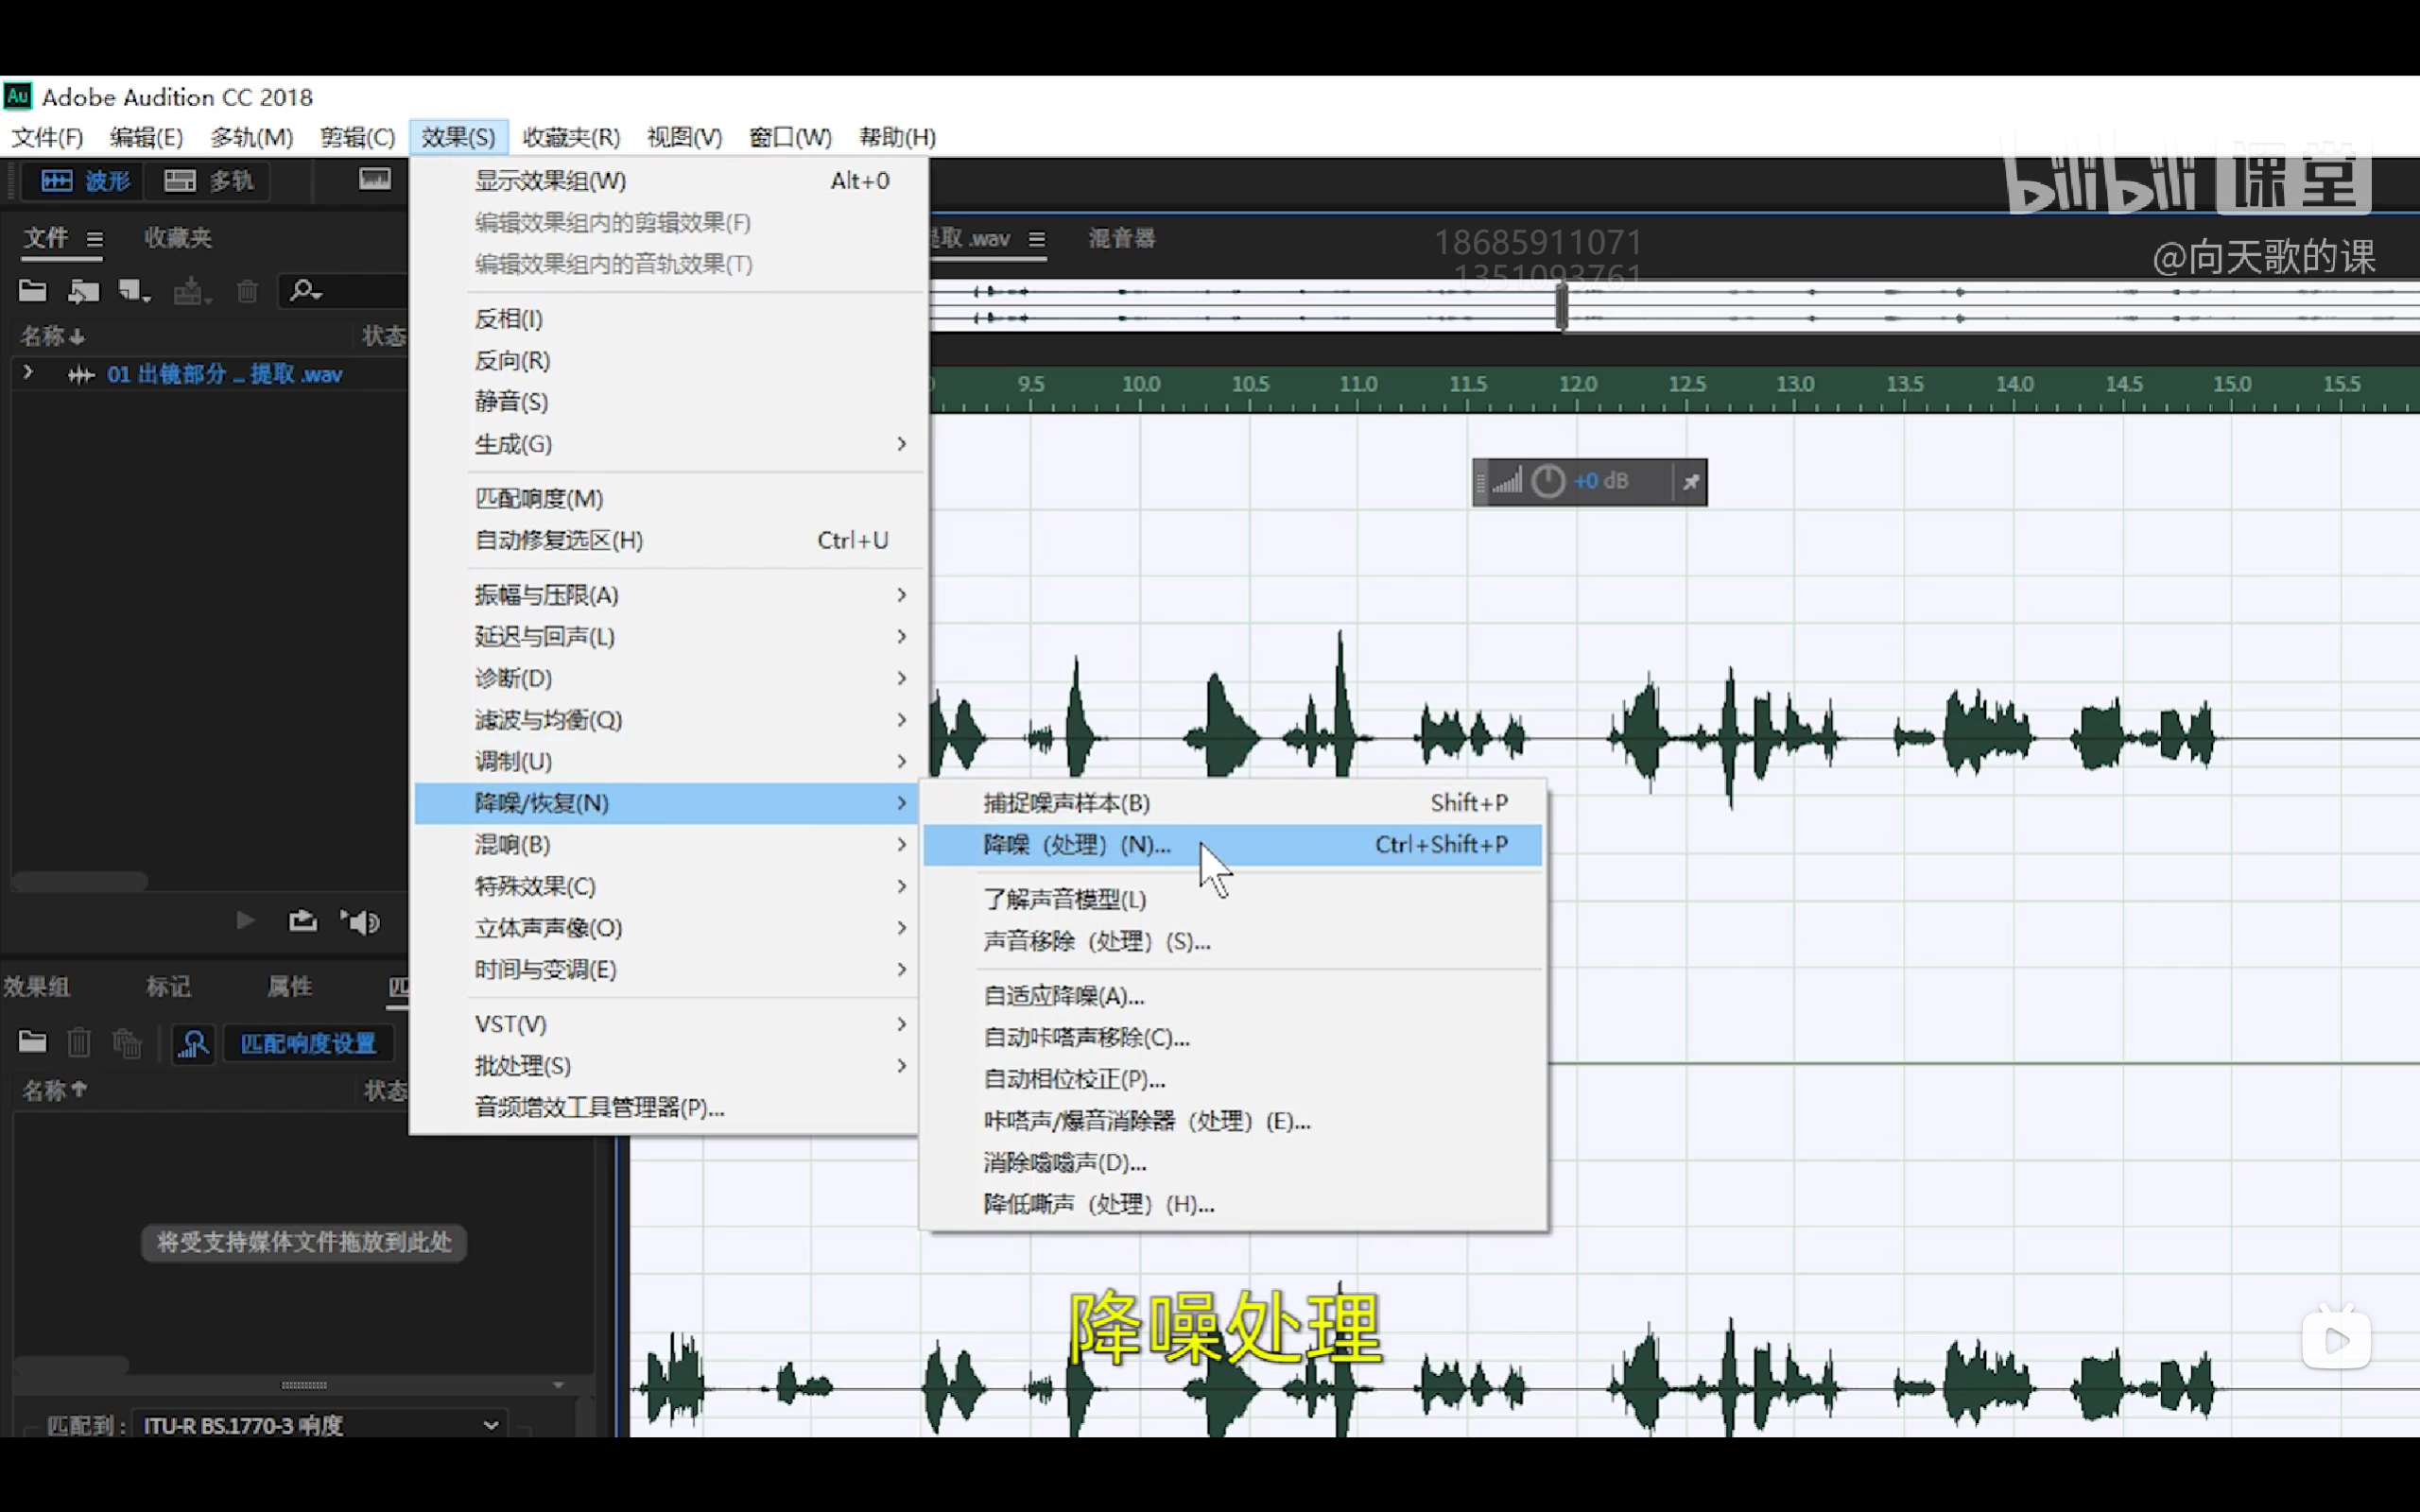 Au Adobe Audition CC 2018
文件(F) 编辑(E) 多轨(M) 剪辑(C) 效果(S) 收藏夹(R) 视图(V) 窗口(W) 帮助(H)
波形 多轨
bilibili 课堂
@向天歌的课
18685911071
1351093761
文件 收藏夹
提取 .wav 混音器
名称 状态
01 出镜部分 _ 提取 .wav
显示效果组(W) Alt+0
编辑效果组内的剪辑效果(F)
编辑效果组内的音轨效果(T)
反相(I)
反向(R)
静音(S)
生成(G)
匹配响度(M)
自动修复选区(H) Ctrl+U
振幅与压限(A)
延迟与回声(L)
诊断(D)
滤波与均衡(Q)
调制(U)
降噪/恢复(N)
混响(B)
特殊效果(C)
立体声声像(O)
时间与变调(E)
VST(V)
批处理(S)
音频增效工具管理器(P)...
捕捉噪声样本(B) Shift+P
降噪（处理）(N)... Ctrl+Shift+P
了解声音模型(L)
声音移除（处理）(S)...
自适应降噪(A)...
自动咔嗒声移除(C)...
自动相位校正(P)...
咔嗒声/爆音消除器（处理）(E)...
消除嗡嗡声(D)...
降低嘶声（处理）(H)...
9.5 10.0 10.5 11.0 11.5 12.0 12.5 13.0 13.5 14.0 14.5 15.0 15.5
+0 dB
效果组 标记 属性 匹
匹配响度设置
名称 状态
将受支持媒体文件拖放到此处
匹配到： ITU-R BS.1770-3 响度
降噪处理